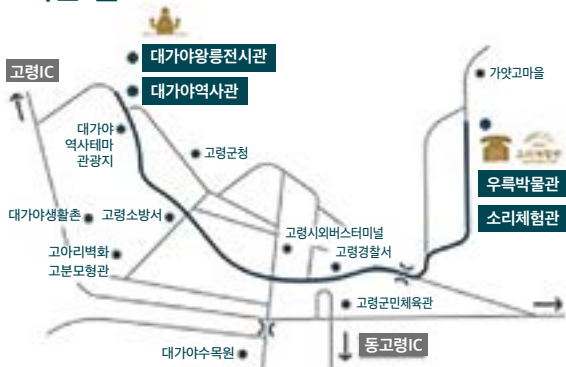 대가야왕릉전시관
대가야역사관
고령IC
가얏고마을
대가야
역사테마
관광지
고령군청
우륵박물관
소리체험관
대가야생활촌
고령소방서
고령시외버스터미널
고령경찰서
고아리벽화
고분모형관
고령군민체육관
동고령IC
대가야수목원